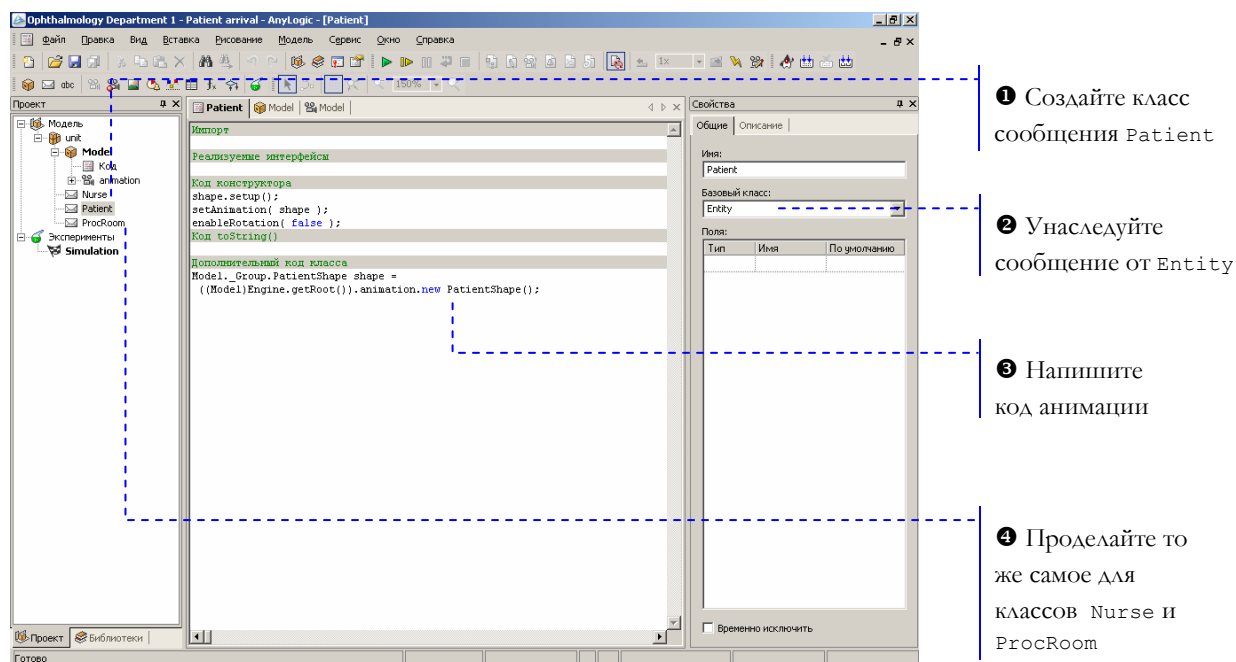 Ophthalmology Department 1 - Patient arrival - AnyLogic - [Patient]
Файл Правка Вид Вставка Рисование Модель Сервис Окно Справка
1x
abc 150%
Проект
Модель
unit
Model
Код
animation
Nurse
Patient
ProcRoom
Эксперименты
Simulation
Проект Библиотеки
Готово
Patient Model Model
Импорт
Реализуемые интерфейсы
Код конструктора
shape.setup();
setAnimation( shape );
enableRotation( false );
Код toString()
Дополнительный код класса
Model._Group.PatientShape shape =
((Model)Engine.getRoot()).animation.new PatientShape();
Свойства
Общие Описание
Имя:
Patient
Базовый класс:
Entity
Поля:
Тип Имя По умолчанию
Временно исключить
❶ Создайте класс
сообщения Patient
❷ Унаследуйте
сообщение от Entity
❸ Напишите
код анимации
❹ Проделайте то
же самое для
классов Nurse и
ProcRoom